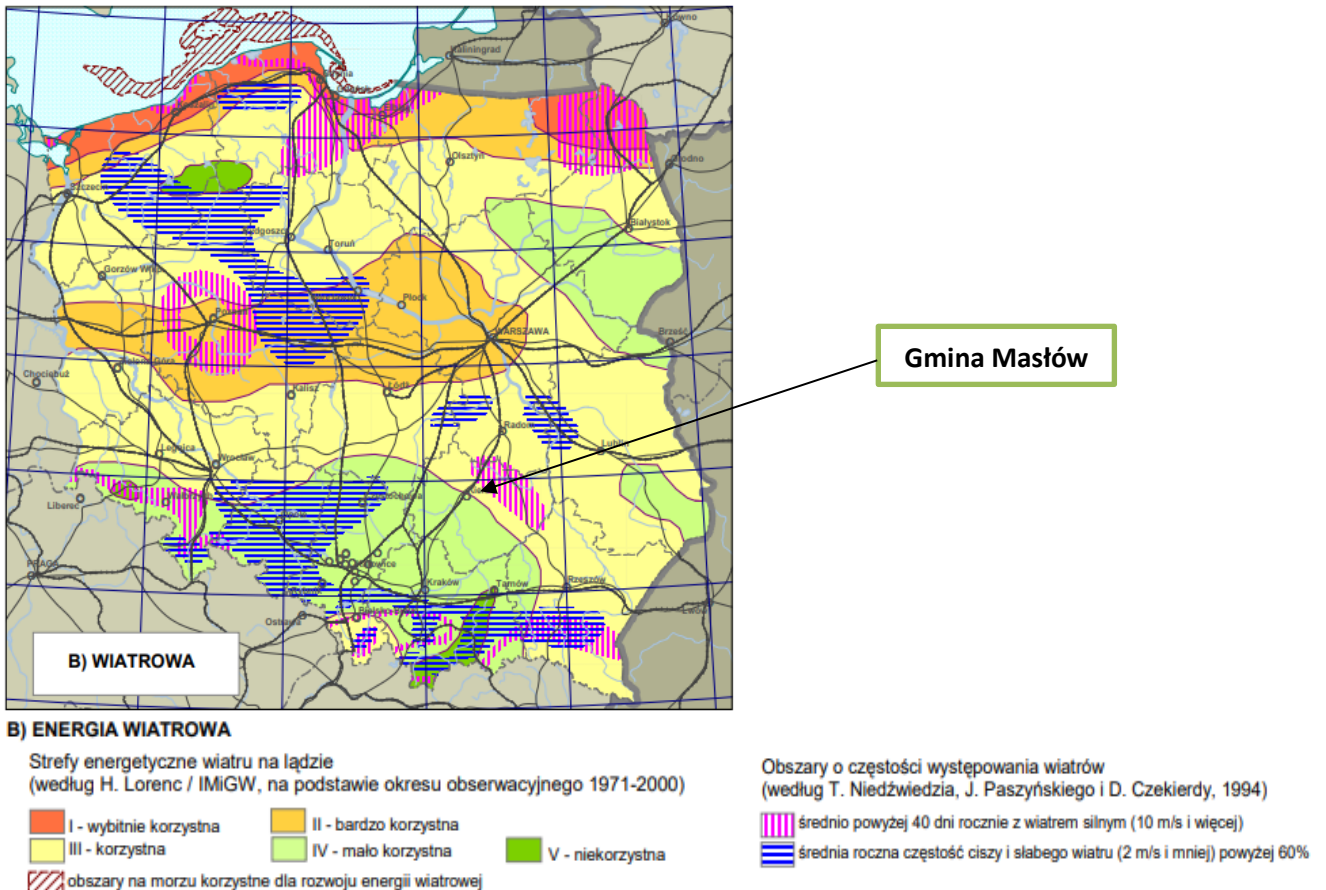 Kaliningrad
Olsztyn
Szczecin
Białystok
Toruń
Płock
Brześć
WARSZAWA
Chociebuż
Kalisz
Łódź
Gmina Masłów
Radom
Lublin
Legnica
Wrocław
Liberec
PRAGA
Kraków
Tarnów
Rzeszów
Ostrawa
Lwów
B) WIATROWA
B) ENERGIA WIATROWA
Strefy energetyczne wiatru na lądzie
(według H. Lorenc / IMiGW, na podstawie okresu obserwacyjnego 1971-2000)
I - wybitnie korzystna
II - bardzo korzystna
III - korzystna
IV - mało korzystna
V - niekorzystna
obszary na morzu korzystne dla rozwoju energii wiatrowej
Obszary o częstości występowania wiatrów
(według T. Niedźwiedzia, J. Paszyńskiego i D. Czekierdy, 1994)
średnio powyżej 40 dni rocznie z wiatrem silnym (10 m/s i więcej)
średnia roczna częstość ciszy i słabego wiatru (2 m/s i mniej) powyżej 60%